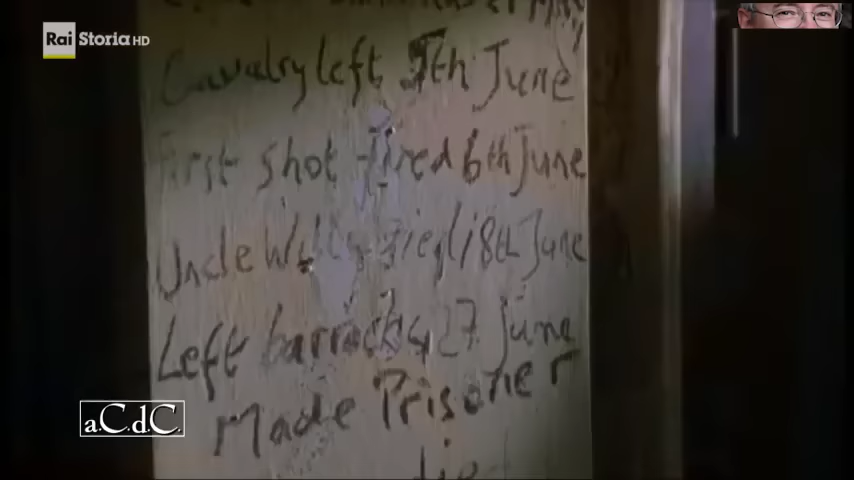 Rai Storia HD
Cavalry left 5th June
First shot fired 6th June
Uncle Willy 18th June
Left barracks 27 June
Made Prisoner
a.C.d.C.